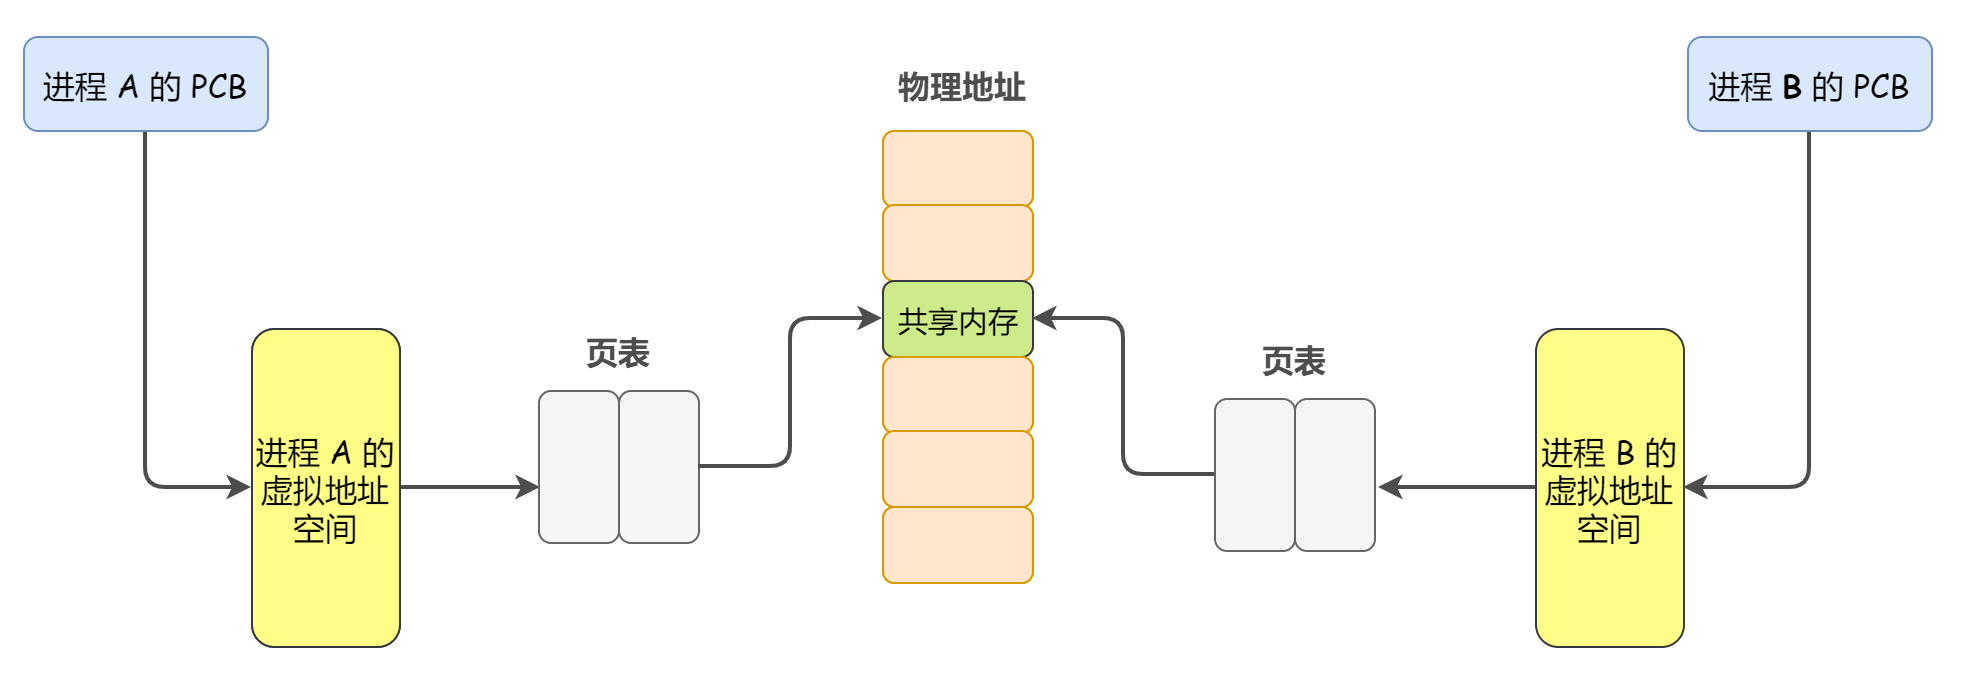 进程 A 的 PCB
物理地址
进程 B 的 PCB
共享内存
页表
页表
进程 A 的
虚拟地址
空间
进程 B 的
虚拟地址
空间